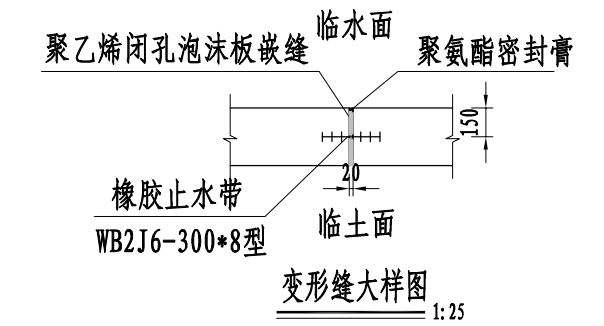 临水面
聚乙烯闭孔泡沫板嵌缝
聚氨酯密封膏
150
20
橡胶止水带
WB2J6-300*8型
临土面
变形缝大样图
1:25